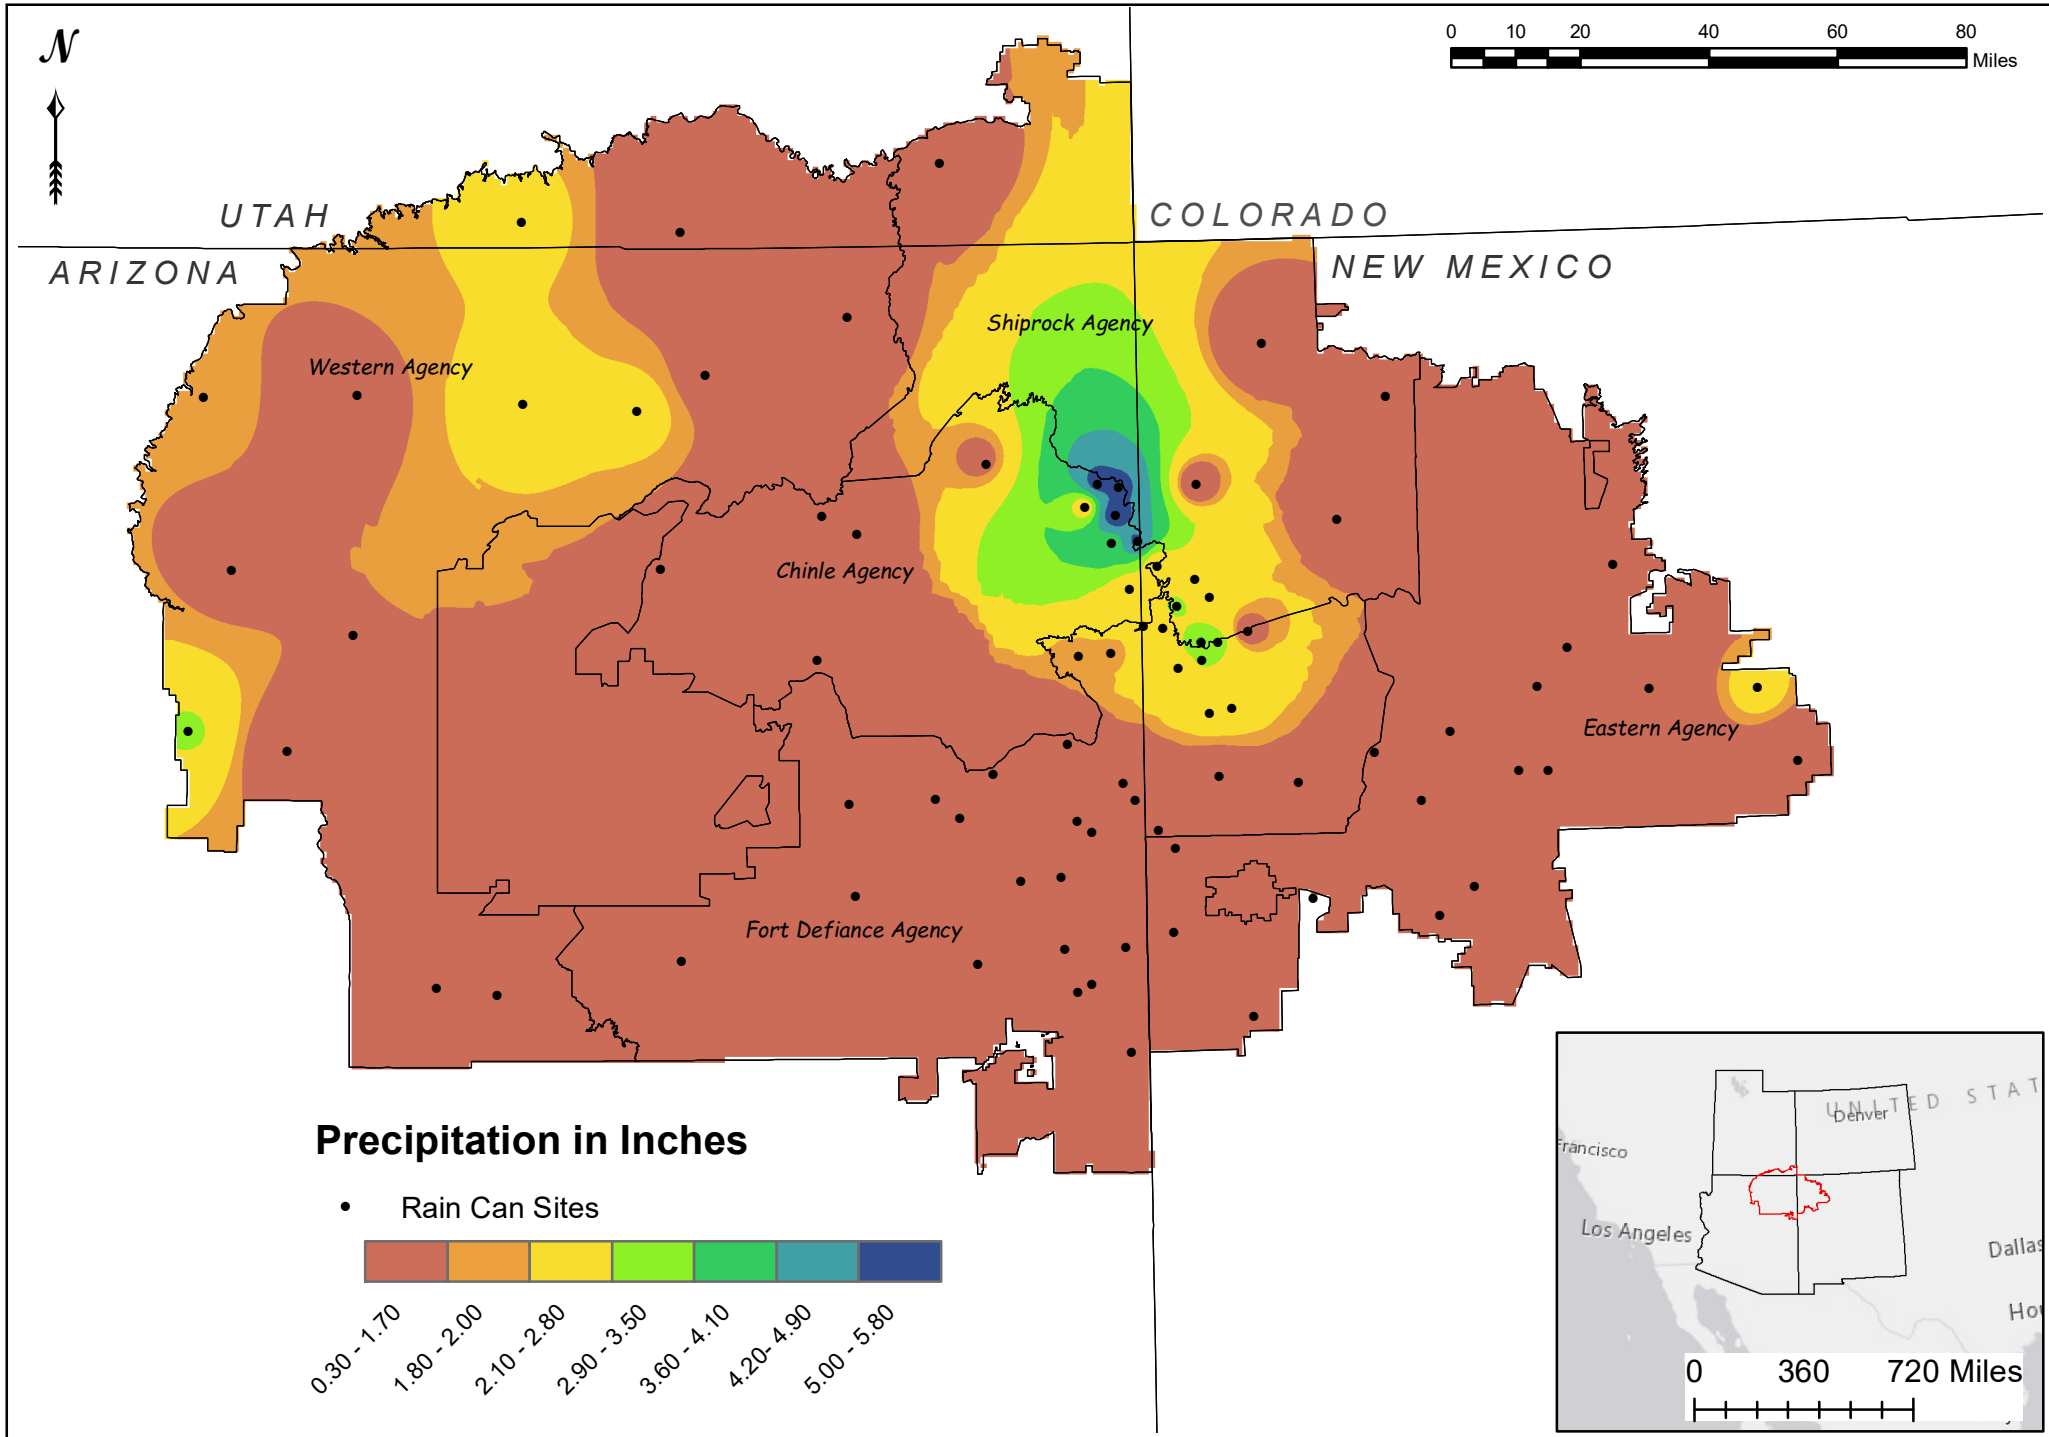 N
0 10 20 40 60 80
Miles
UTAH
COLORADO
ARIZONA
NEW MEXICO
Shiprock Agency
Western Agency
Chinle Agency
Eastern Agency
Fort Defiance Agency
Precipitation in Inches
Rain Can Sites
0.30 - 1.70
1.80 - 2.00
2.10 - 2.80
2.90 - 3.50
3.60 - 4.10
4.20- 4.90
5.00 - 5.80
UNITED STAT
Denver
Francisco
Los Angeles
Dallas
Hou
0 360 720 Miles